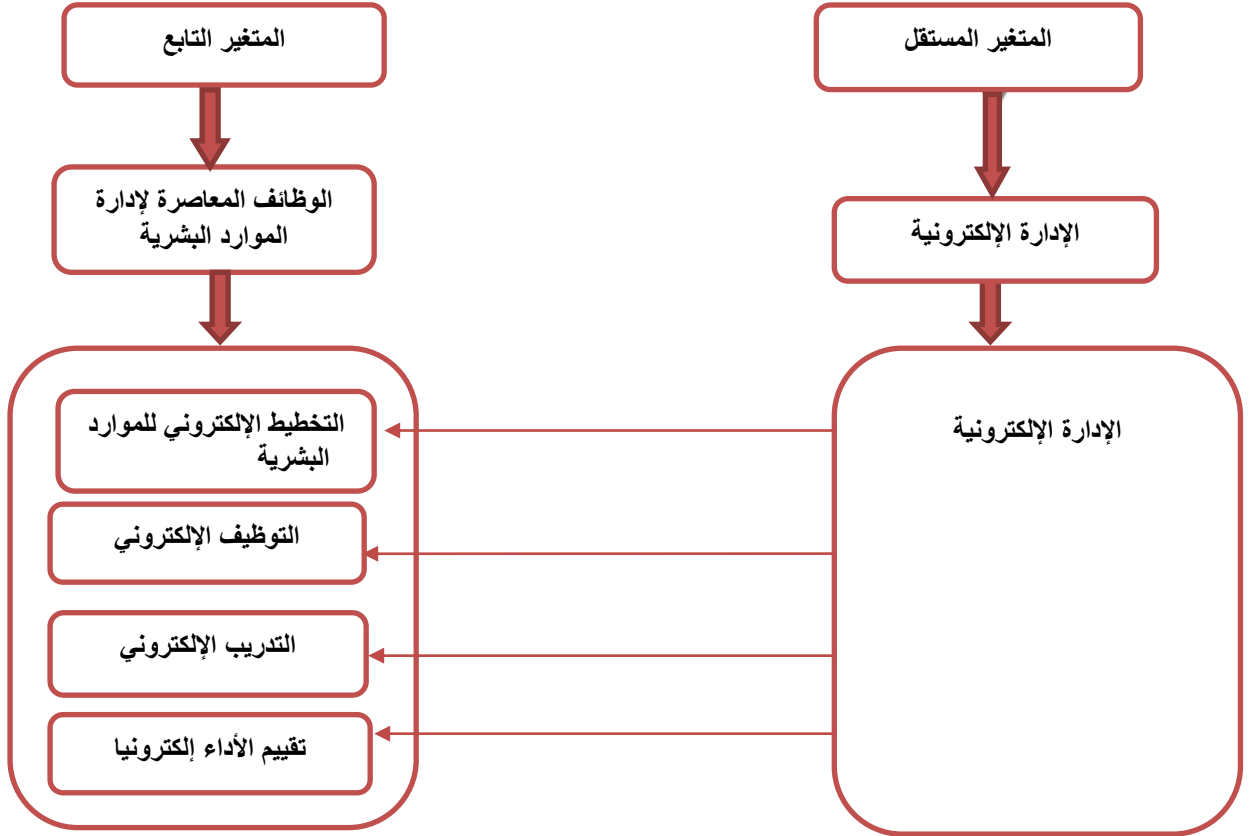 المتغير المستقل
المتغير التابع
الإدارة الإلكترونية
الوظائف المعاصرة لإدارة
الموارد البشرية
الإدارة الإلكترونية
التخطيط الإلكتروني للموارد
البشرية
التوظيف الإلكتروني
التدريب الإلكتروني
تقييم الأداء إلكترونيا